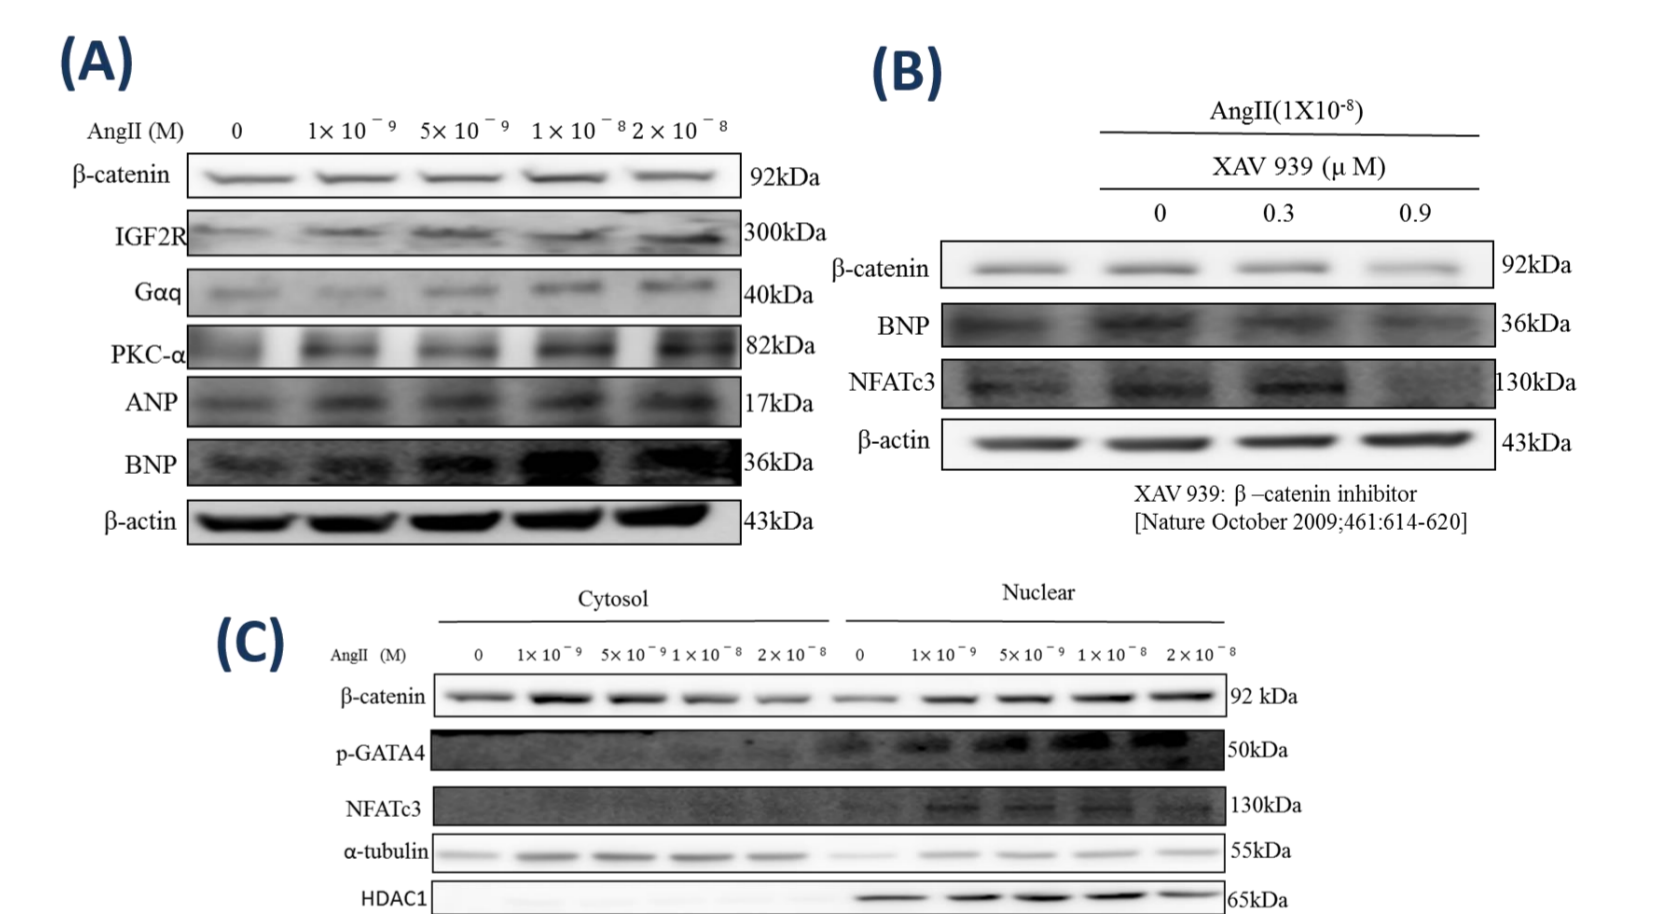 (A)
AngII (M) 0 1× 10⁻⁹ 5× 10⁻⁹ 1× 10⁻⁸ 2× 10⁻⁸
β-catenin 92kDa
IGF2R 300kDa
Gαq 40kDa
PKC-α 82kDa
ANP 17kDa
BNP 36kDa
β-actin 43kDa
(B)
AngII(1X10⁻⁸)
XAV 939 (μ M)
0 0.3 0.9
β-catenin 92kDa
BNP 36kDa
NFATc3 130kDa
β-actin 43kDa
XAV 939: β –catenin inhibitor
[Nature October 2009;461:614-620]
(C)
Cytosol Nuclear
AngII (M) 0 1× 10⁻⁹ 5× 10⁻⁹ 1× 10⁻⁸ 2× 10⁻⁸ 0 1× 10⁻⁹ 5× 10⁻⁹ 1× 10⁻⁸ 2× 10⁻⁸
β-catenin 92 kDa
p-GATA4 50kDa
NFATc3 130kDa
α-tubulin 55kDa
HDAC1 65kDa